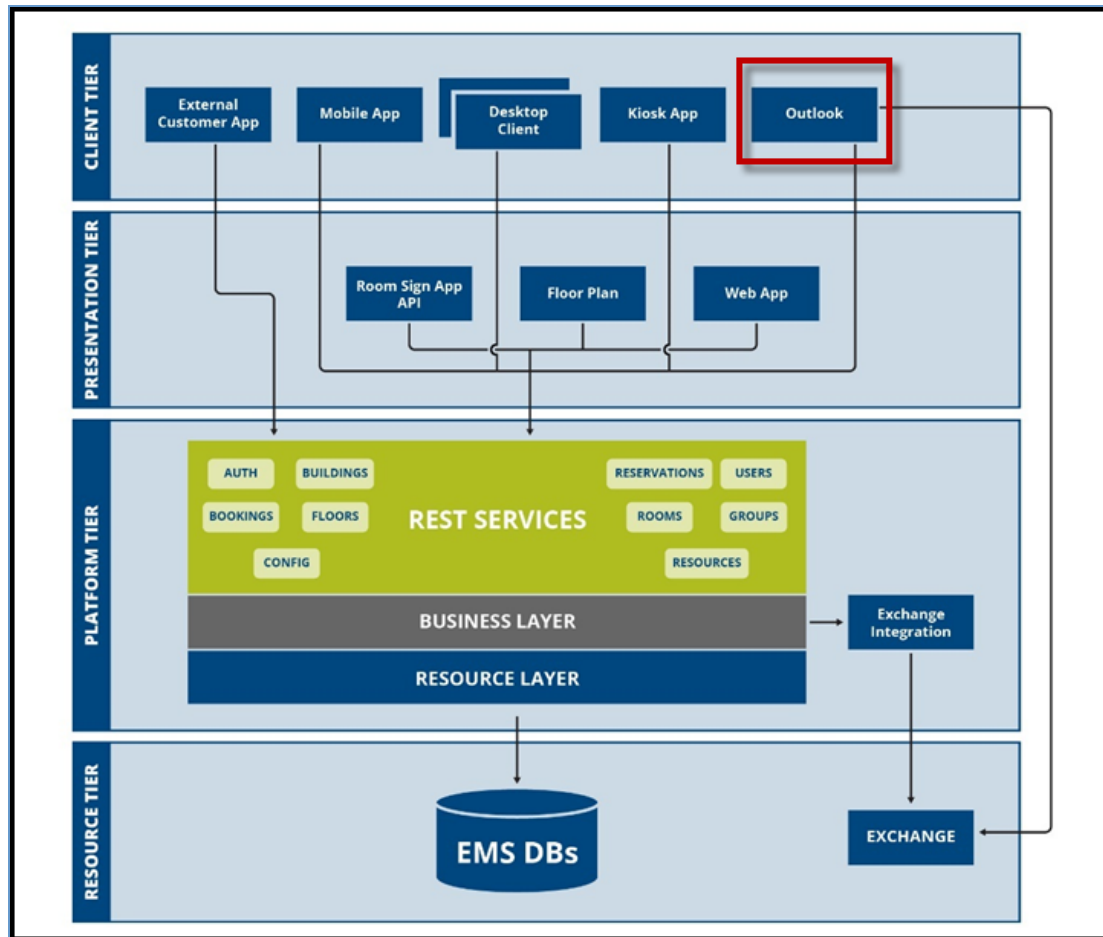 CLIENT TIER
External
Customer App
Mobile App
Desktop
Client
Kiosk App
Outlook
PRESENTATION TIER
Room Sign App
API
Floor Plan
Web App
PLATFORM TIER
AUTH
BUILDINGS
RESERVATIONS
USERS
BOOKINGS
FLOORS
REST SERVICES
ROOMS
GROUPS
CONFIG
RESOURCES
BUSINESS LAYER
Exchange
Integration
RESOURCE LAYER
RESOURCE TIER
EMS DBs
EXCHANGE